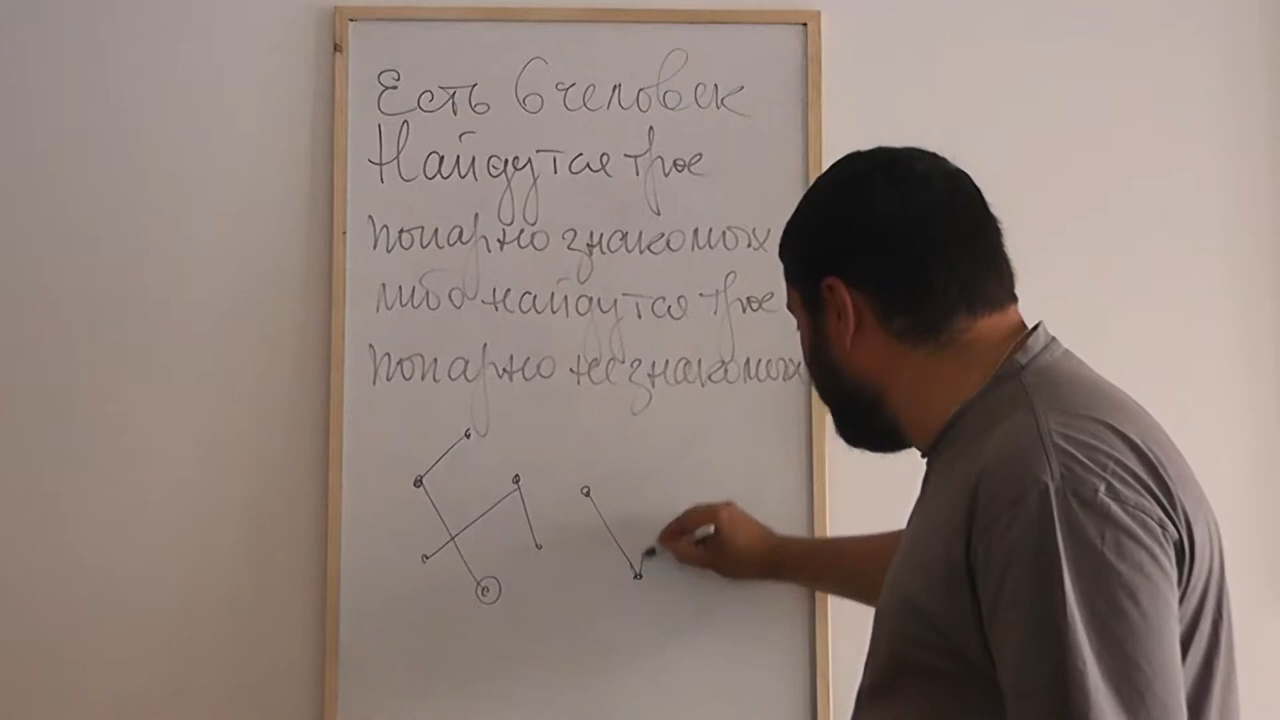 Есть 6 человек
Найдутся трое
попарно знакомых
либо найдутся трое
попарно незнакомых